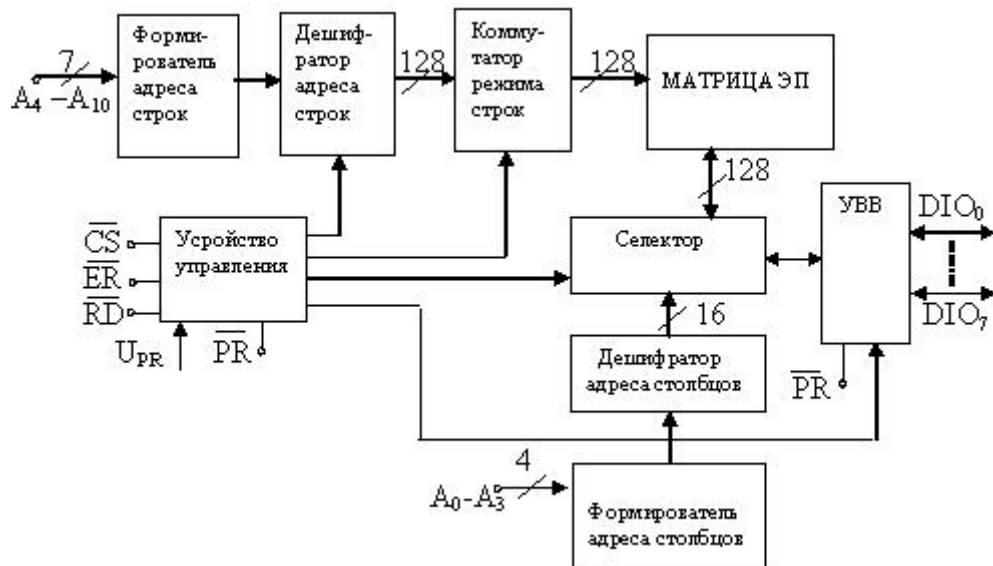 7
A₄ –A₁₀
Форми-
рователь
адреса
строк
Дешиф-
ратор
адреса
строк
128
Комму-
татор
режима
строк
128
МАТРИЦА ЭП
128
CS
ER
RD
U_PR
PR
Усройство
управления
Селектор
УВВ
DIO₀
DIO₇
PR
16
Дешифратор
адреса столбцов
4
A₀-A₃
Формирователь
адреса столбцов